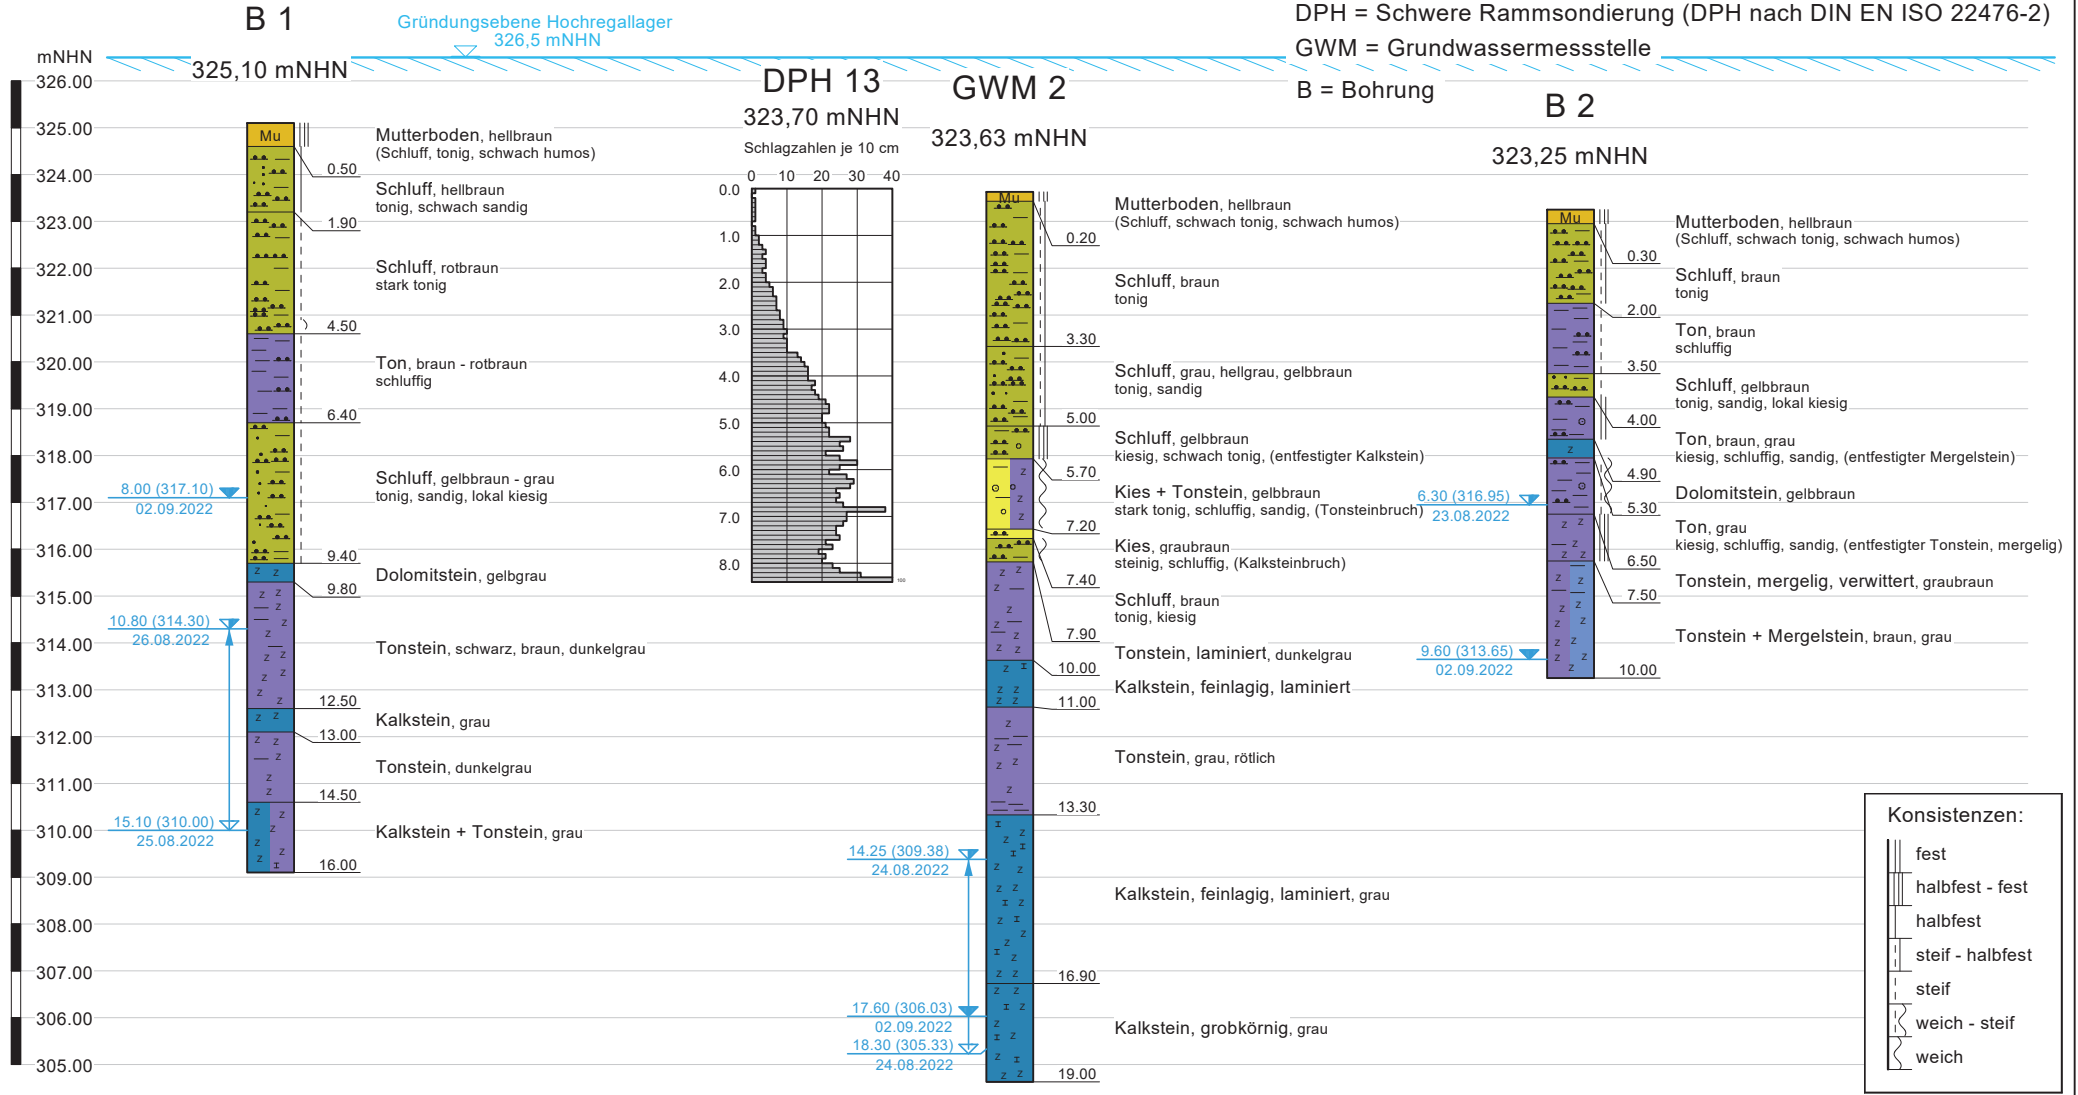 B 1
Gründungsebene Hochregallager
326,5 mNHN
DPH = Schwere Rammsondierung (DPH nach DIN EN ISO 22476-2)
GWM = Grundwassermessstelle
B = Bohrung
mNHN
326.00
325.00
324.00
323.00
322.00
321.00
320.00
319.00
318.00
317.00
316.00
315.00
314.00
313.00
312.00
311.00
310.00
309.00
308.00
307.00
306.00
305.00
325,10 mNHN
Mu
0.50
1.90
4.50
6.40
9.40
9.80
12.50
13.00
14.50
16.00
Mutterboden, hellbraun
(Schluff, tonig, schwach humos)
Schluff, hellbraun
tonig, schwach sandig
Schluff, rotbraun
stark tonig
Ton, braun - rotbraun
schluffig
Schluff, gelbbraun - grau
tonig, sandig, lokal kiesig
Dolomitstein, gelbgrau
Tonstein, schwarz, braun, dunkelgrau
Kalkstein, grau
Tonstein, dunkelgrau
Kalkstein + Tonstein, grau
8.00 (317.10)
02.09.2022
10.80 (314.30)
26.08.2022
15.10 (310.00)
25.08.2022
DPH 13
323,70 mNHN
Schlagzahlen je 10 cm
0 10 20 30 40
0.0
1.0
2.0
3.0
4.0
5.0
6.0
7.0
8.0
100
GWM 2
323,63 mNHN
Mu
0.20
3.30
5.00
5.70
7.20
7.40
7.90
10.00
11.00
13.30
16.90
19.00
Mutterboden, hellbraun
(Schluff, schwach tonig, schwach humos)
Schluff, braun
tonig
Schluff, grau, hellgrau, gelbbraun
tonig, sandig
Schluff, gelbbraun
kiesig, schwach tonig, (entfestigter Kalkstein)
Kies + Tonstein, gelbbraun
stark tonig, schluffig, sandig, (Tonsteinbruch)
Kies, graubraun
steinig, schluffig, (Kalksteinbruch)
Schluff, braun
tonig, kiesig
Tonstein, laminiert, dunkelgrau
Kalkstein, feinlagig, laminiert
Tonstein, grau, rötlich
Kalkstein, feinlagig, laminiert, grau
Kalkstein, grobkörnig, grau
14.25 (309.38)
24.08.2022
17.60 (306.03)
02.09.2022
18.30 (305.33)
24.08.2022
B 2
323,25 mNHN
Mu
0.30
2.00
3.50
4.00
4.90
5.30
6.50
7.50
10.00
Mutterboden, hellbraun
(Schluff, schwach tonig, schwach humos)
Schluff, braun
tonig
Ton, braun
schluffig
Schluff, gelbbraun
tonig, sandig, lokal kiesig
Ton, braun, grau
kiesig, schluffig, sandig, (entfestigter Mergelstein)
Dolomitstein, gelbbraun
Ton, grau
kiesig, schluffig, sandig, (entfestigter Tonstein, mergelig)
Tonstein, mergelig, verwittert, graubraun
Tonstein + Mergelstein, braun, grau
6.30 (316.95)
23.08.2022
9.60 (313.65)
02.09.2022
Konsistenzen:
fest
halbfest - fest
halbfest
steif - halbfest
steif
weich - steif
weich